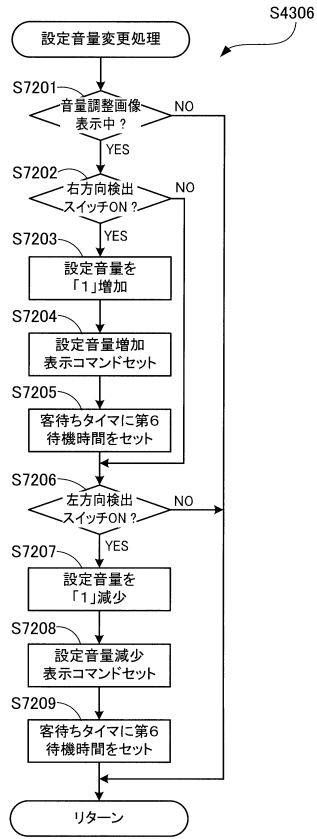 S4306
設定音量変更処理
S7201
音量調整画像
表示中？
NO
YES
S7202
右方向検出
スイッチON？
NO
YES
S7203
設定音量を
「１」増加
S7204
設定音量増加
表示コマンドセット
S7205
客待ちタイマに第６
待機時間をセット
S7206
左方向検出
スイッチON？
NO
YES
S7207
設定音量を
「１」減少
S7208
設定音量減少
表示コマンドセット
S7209
客待ちタイマに第６
待機時間をセット
リターン